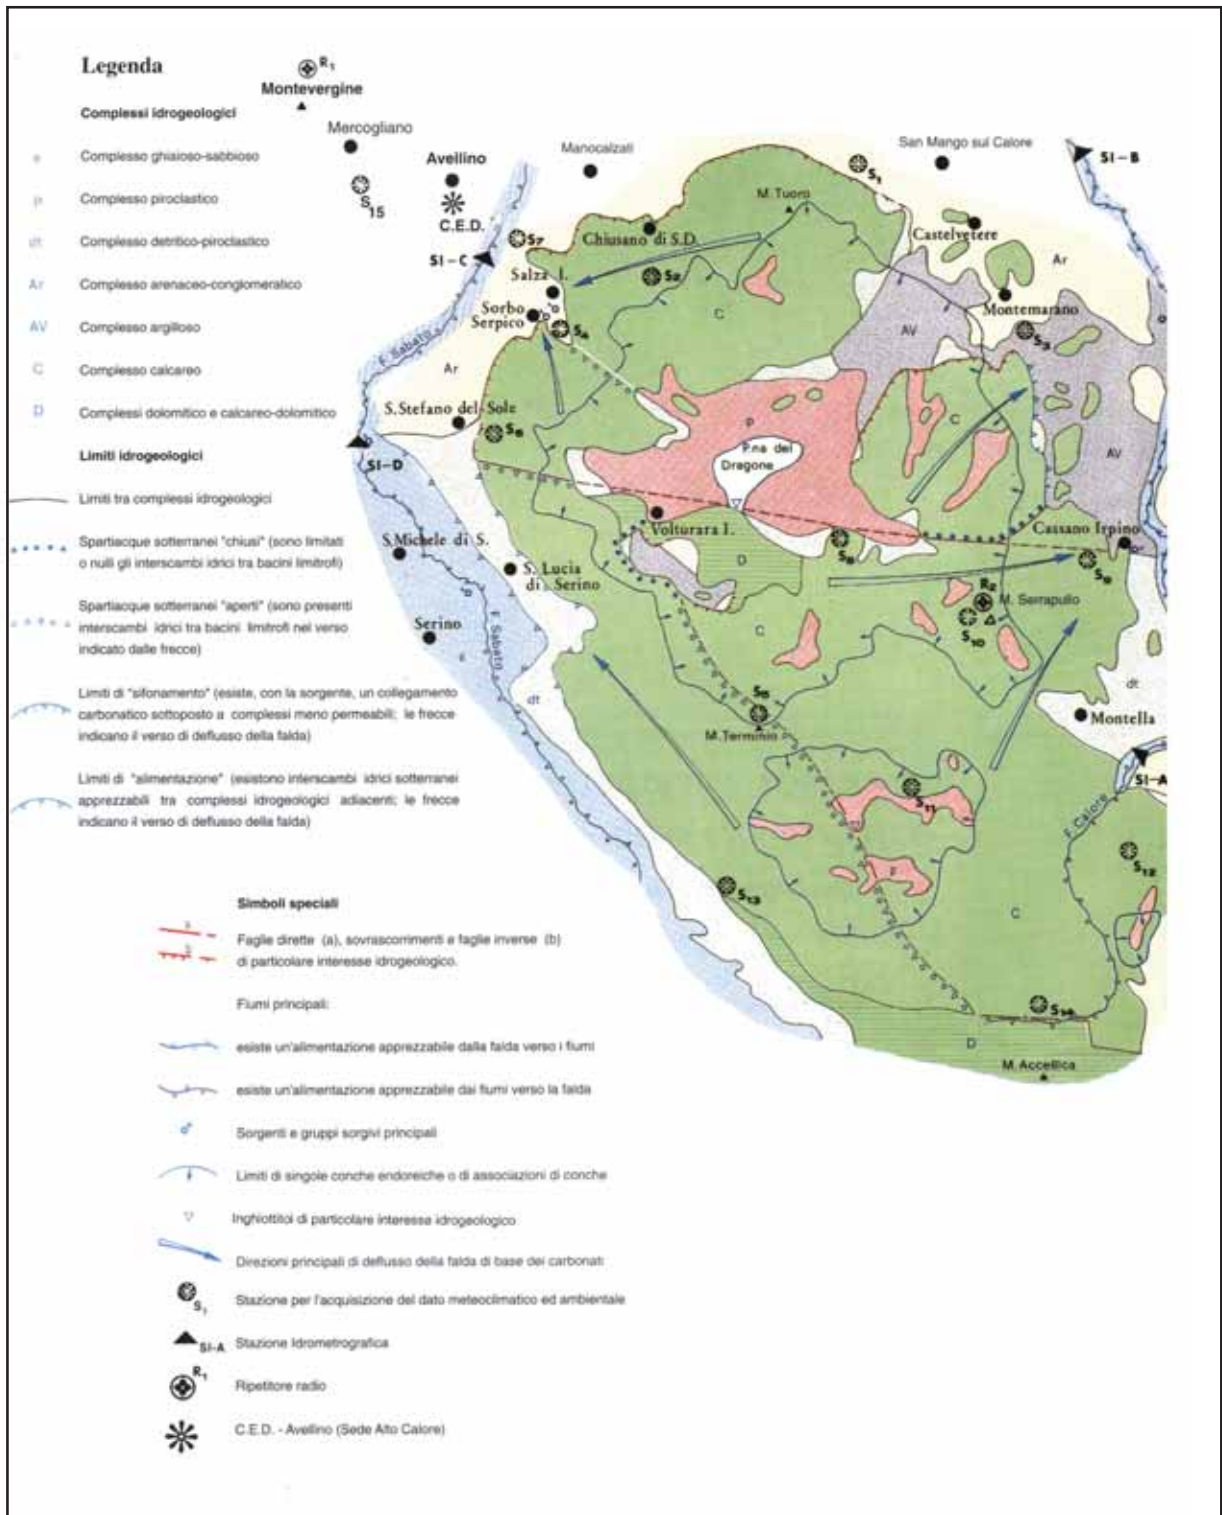 Legenda
Complessi idrogeologici
Complesso ghiaioso-sabbioso
p Complesso piroclastico
dt Complesso detritico-piroclastico
Ar Complesso arenaceo-conglomeratico
AV Complesso argilloso
C Complesso calcareo
D Complessi dolomitico e calcareo-dolomitico
Limiti idrogeologici
Limiti tra complessi idrogeologici
Spartiacque sotterranei "chiusi" (sono limitati
o nulli gli interscambi idrici tra bacini limitrofi)
Spartiacque sotterranei "aperti" (sono presenti
interscambi idrici tra bacini limitrofi nel verso
indicato dalle frecce)
Limiti di "sifonamento" (esiste, con la sorgente, un collegamento
carbonatico sottoposto a complessi meno permeabili; le frecce
indicano il verso di deflusso della falda)
Limiti di "alimentazione" (esistono interscambi idrici sotterranei
apprezzabili tra complessi idrogeologici adiacenti; le frecce
indicano il verso di deflusso della falda)
Simboli speciali
Faglie dirette (a), sovrascorrimenti e faglie inverse (b)
di particolare interesse idrogeologico.
Fiumi principali:
esiste un'alimentazione apprezzabile dalla falda verso i fiumi
esiste un'alimentazione apprezzabile dai fiumi verso la falda
Sorgenti e gruppi sorgivi principali
Limiti di singole conche endoreiche o di associazioni di conche
Inghiottitoi di particolare interesse idrogeologico
Direzioni principali di deflusso della falda di base dei carbonati
S1 Stazione per l'acquisizione del dato meteoclimatico ed ambientale
SI-A Stazione Idrometrografica
R1 Ripetitore radio
C.E.D. - Avellino (Sede Alto Calore)
R1
Montevergine
Mercogliano
S15
Avellino
C.E.D.
Manocalzati
San Mango sul Calore
SI-B
S1
M. Tuoro
Castelvetere
Chiusano di S.D.
S7
SI-C
Salza I.
S2
Ar
Sorbo
Serpico
S4
C
Montemarano
AV
S3
F. Sabato
Ar
S.Stefano del Sole
S6
SI-D
P
P.na del
Dragone
C
AV
Volturara I.
S8
Cassano Irpino
S9
S.Michele di S.
S. Lucia
di Serino
D
R2
M. Serrapullo
S10
Serino
F. Sabato
C
dt
S5
M. Terminio
dt
Montella
SI-A
S11
F. Calore
S12
S13
C
S14
D
M. Accellica